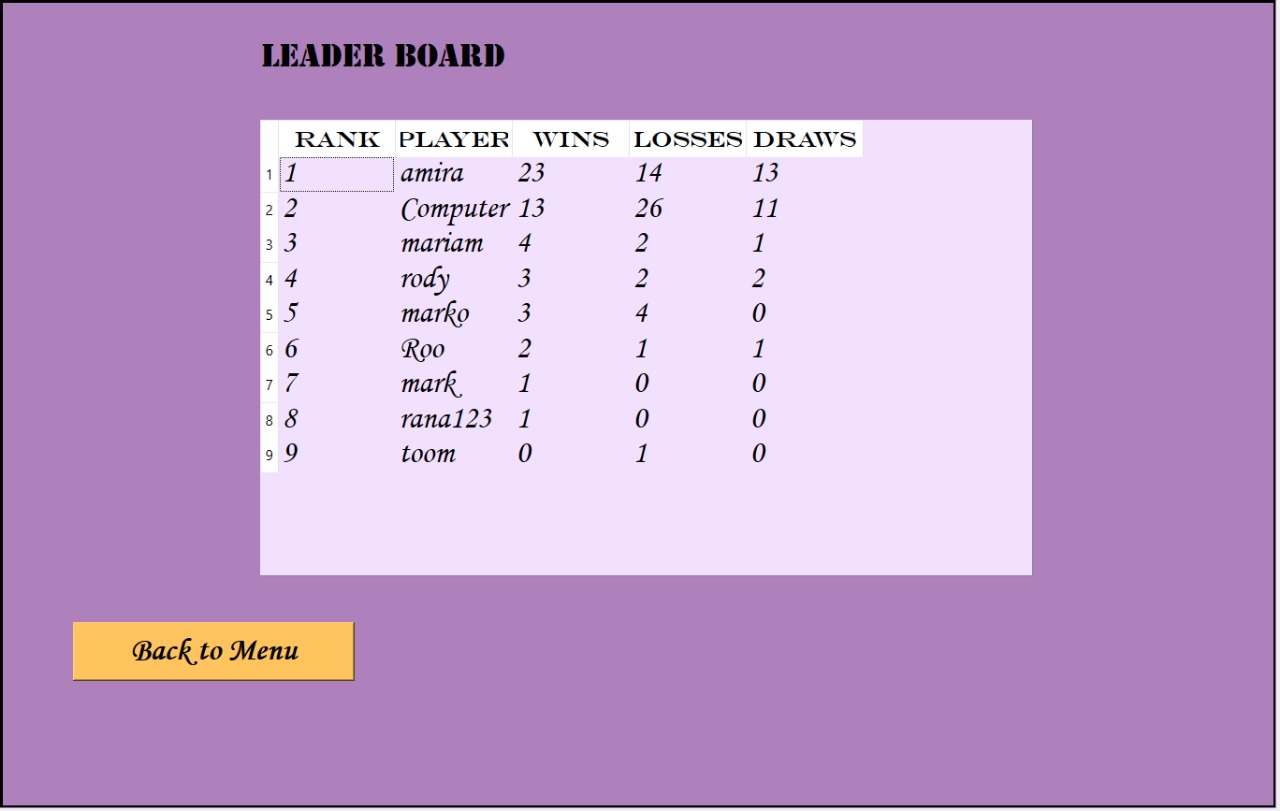 LEADER BOARD
RANK PLAYER WINS LOSSES DRAWS
1 1 amira 23 14 13
2 2 Computer 13 26 11
3 3 mariam 4 2 1
4 4 rody 3 2 2
5 5 marko 3 4 0
6 6 Roo 2 1 1
7 7 mark 1 0 0
8 8 rana123 1 0 0
9 9 toom 0 1 0
Back to Menu